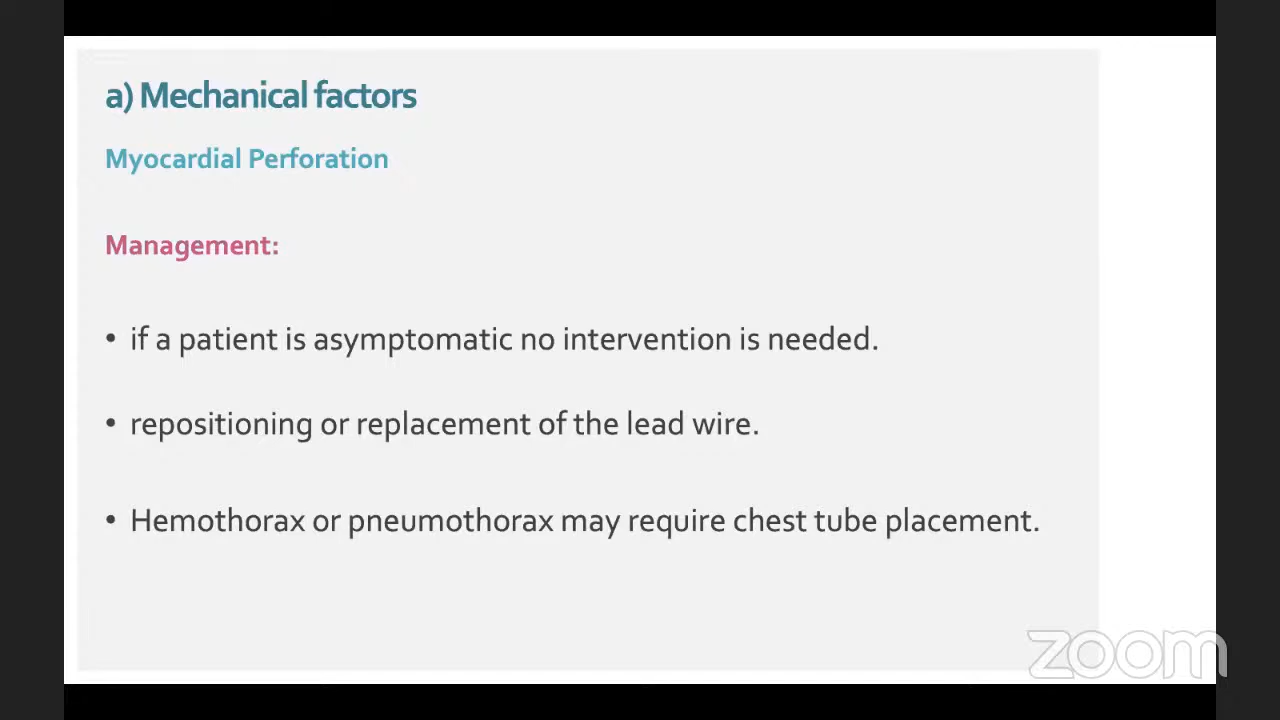 a) Mechanical factors
Myocardial Perforation
Management:
• if a patient is asymptomatic no intervention is needed.
• repositioning or replacement of the lead wire.
• Hemothorax or pneumothorax may require chest tube placement.
zoom